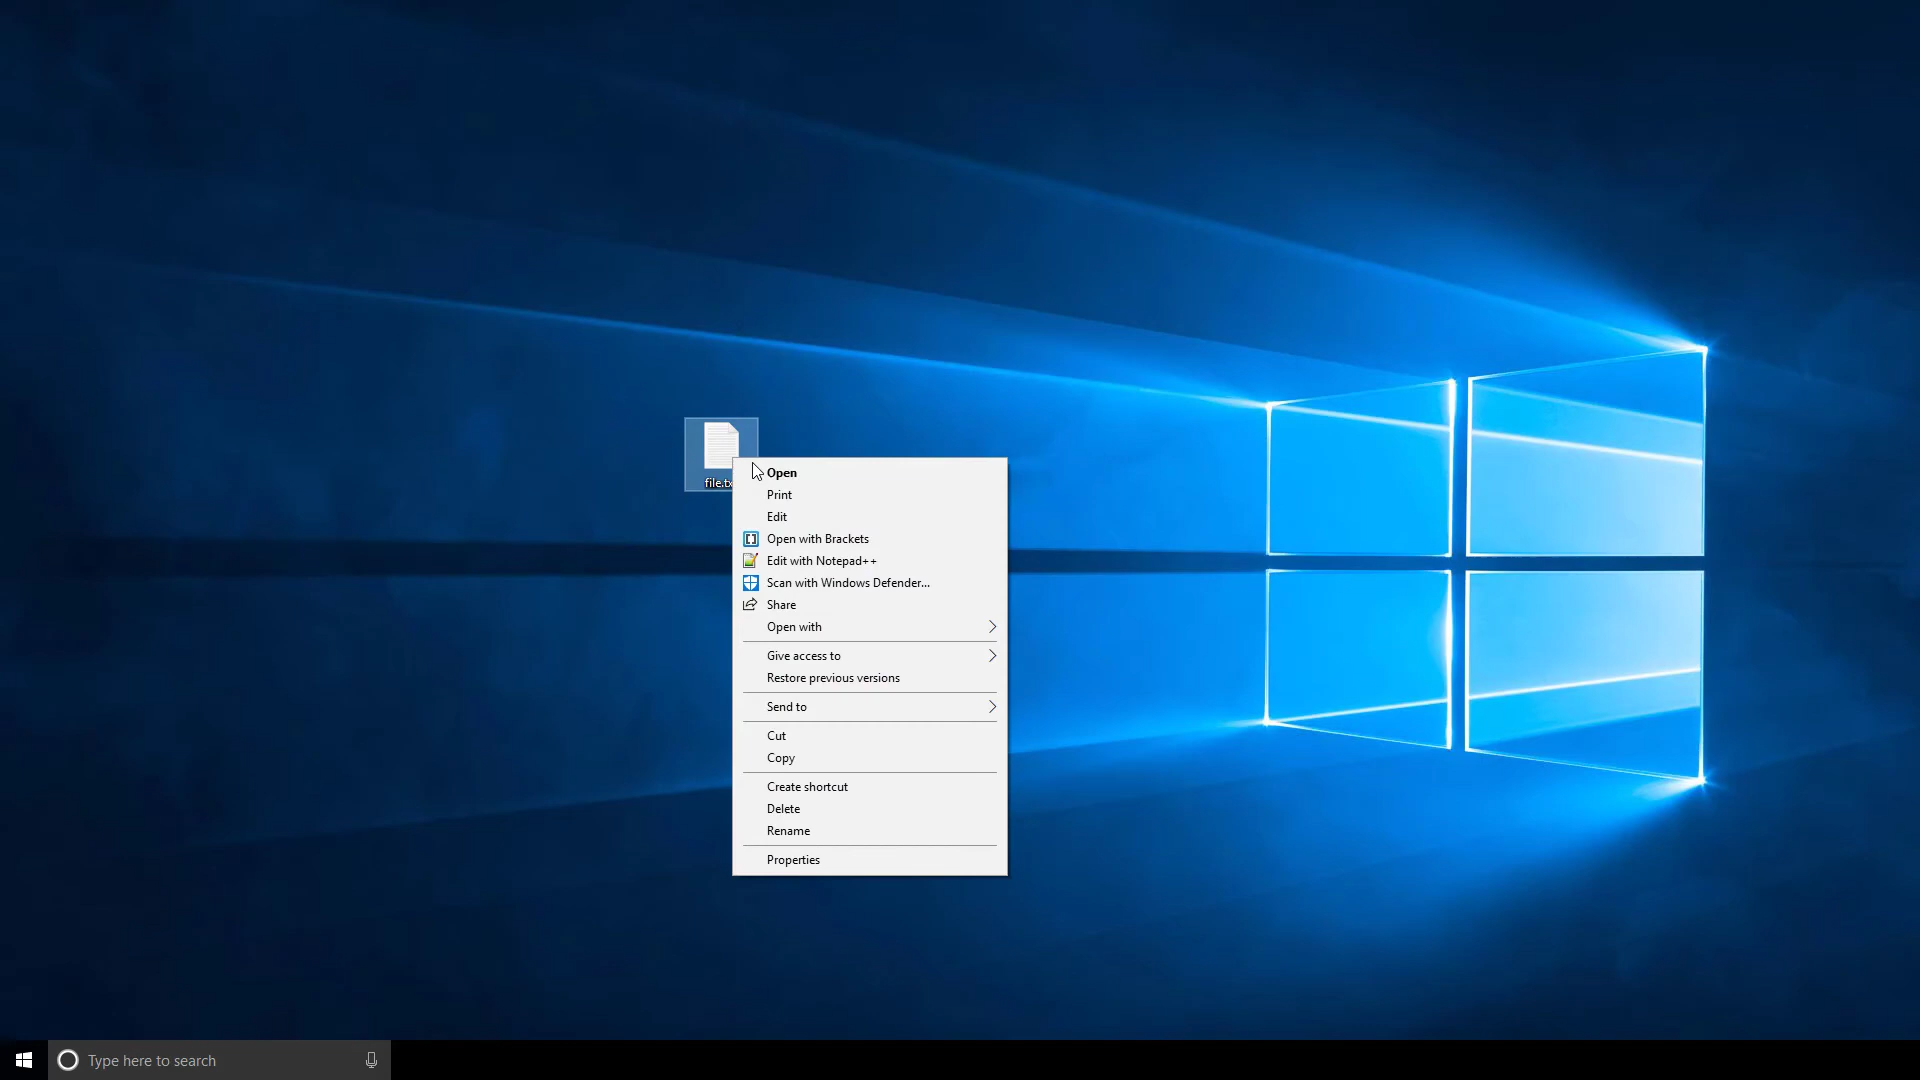 file.tx
Open
Print
Edit
Open with Brackets
Edit with Notepad++
Scan with Windows Defender...
Share
Open with
Give access to
Restore previous versions
Send to
Cut
Copy
Create shortcut
Delete
Rename
Properties
Type here to search